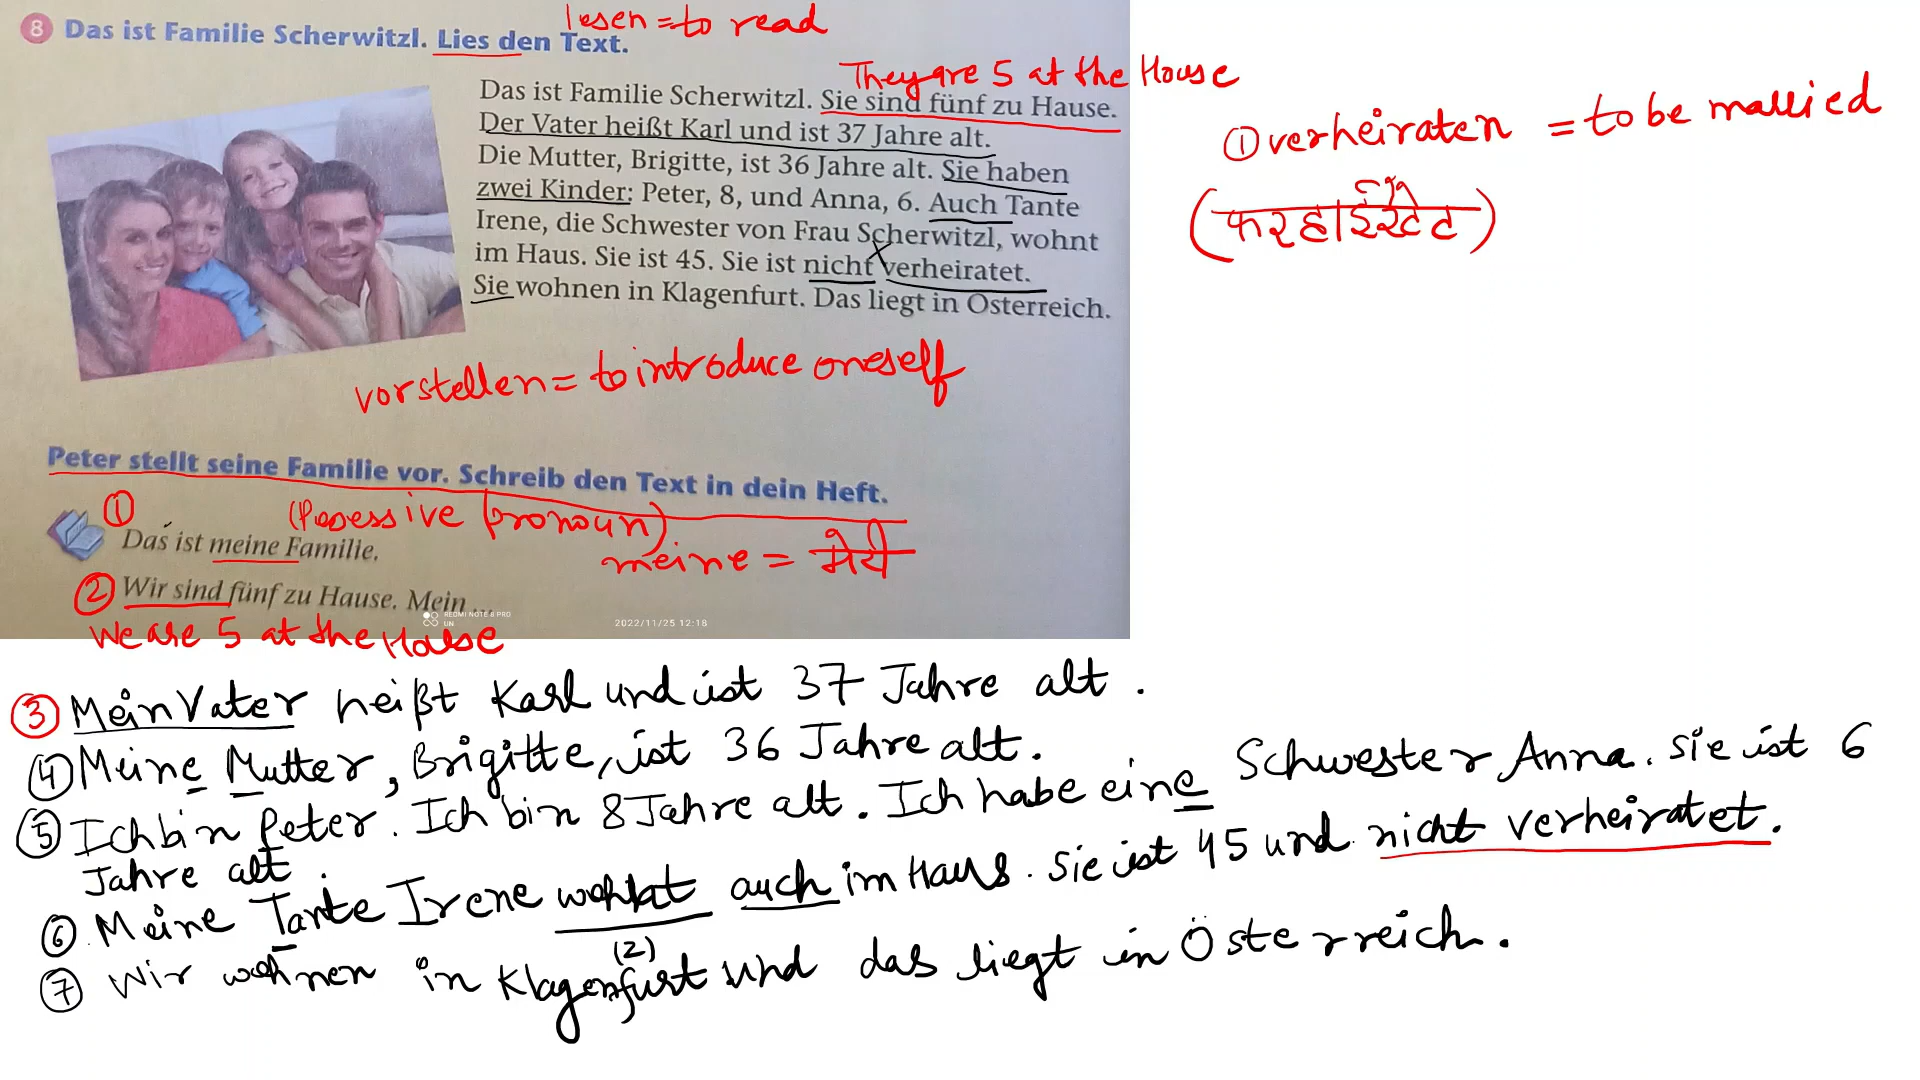 lesen = to read
8 Das ist Familie Scherwitzl. Lies den Text.
They are 5 at the House
Das ist Familie Scherwitzl. Sie sind fünf zu Hause.
Der Vater heißt Karl und ist 37 Jahre alt.
Die Mutter, Brigitte, ist 36 Jahre alt. Sie haben
zwei Kinder: Peter, 8, und Anna, 6. Auch Tante
Irene, die Schwester von Frau Scherwitzl, wohnt
im Haus. Sie ist 45. Sie ist nicht verheiratet.
Sie wohnen in Klagenfurt. Das liegt in Österreich.
① verheiraten = to be married
vorstellen = to introduce oneself
Peter stellt seine Familie vor. Schreib den Text in dein Heft.
① (Posessive pronoun)
Das ist meine Familie.
meine = मेरी
② Wir sind fünf zu Hause. Mein ...
REDMI NOTE 6 PRO
2022/11/25 12:18
We are 5 at the House
③ Mein Vater heißt Karl und ist 37 Jahre alt.
④ Meine Mutter, Brigitte, ist 36 Jahre alt.
⑤ Ich bin Peter. Ich bin 8 Jahre alt. Ich habe eine Schwester Anna. Sie ist 6
Jahre alt.
⑥ Meine Tante Irene wohnt auch im Haus. Sie ist 45 und nicht verheiratet.
(2)
⑦ Wir wohnen in Klagenfurt und das liegt in Österreich.